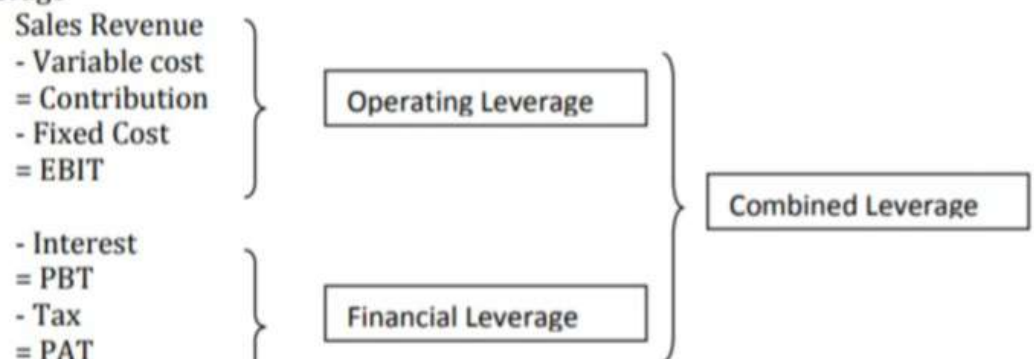 Sales Revenue
- Variable cost
= Contribution
- Fixed Cost
= EBIT
Operating Leverage
- Interest
= PBT
- Tax
= PAT
Financial Leverage
Combined Leverage